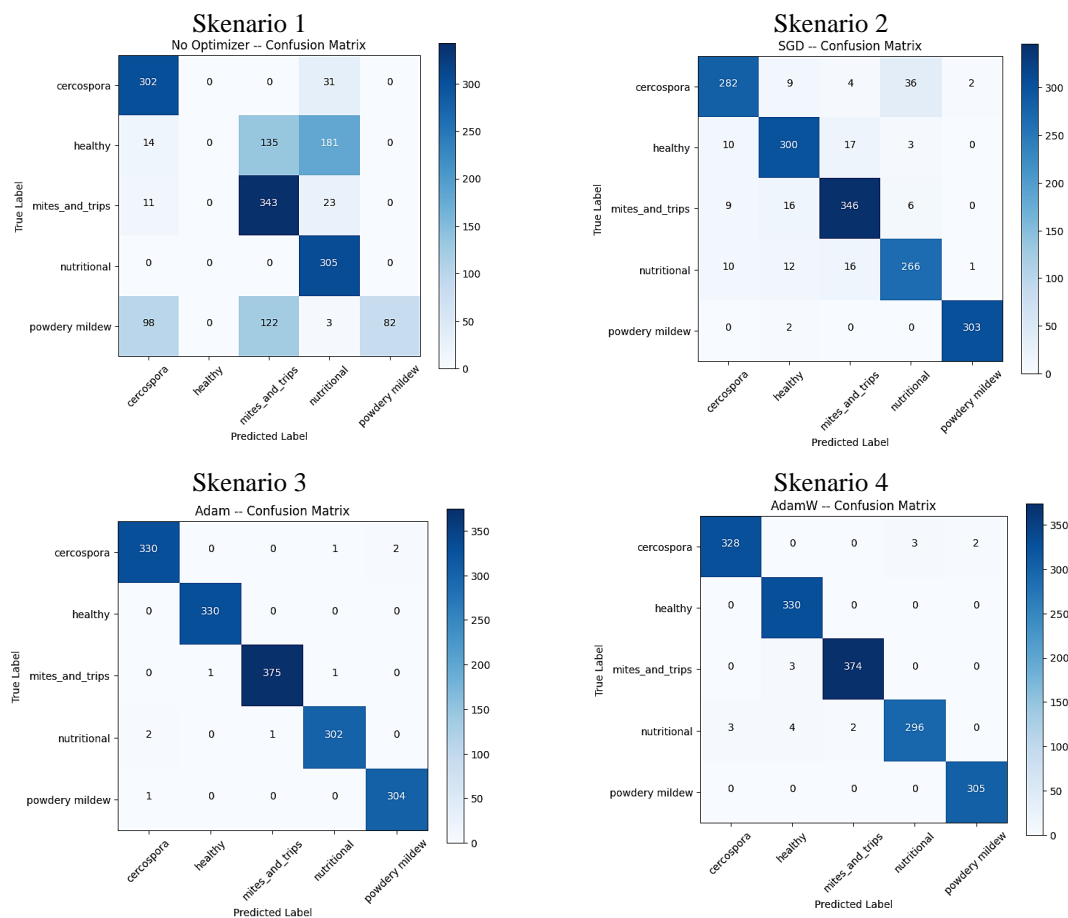 Skenario 1
No Optimizer -- Confusion Matrix
True Label
cercospora 302 0 0 31 0
healthy 14 0 135 181 0
mites_and_trips 11 0 343 23 0
nutritional 0 0 0 305 0
powdery mildew 98 0 122 3 82
cercospora healthy mites_and_trips nutritional powdery mildew
Predicted Label
300
250
200
150
100
50
0
Skenario 2
SGD -- Confusion Matrix
True Label
cercospora 282 9 4 36 2
healthy 10 300 17 3 0
mites_and_trips 9 16 346 6 0
nutritional 10 12 16 266 1
powdery mildew 0 2 0 0 303
cercospora healthy mites_and_trips nutritional powdery mildew
Predicted Label
300
250
200
150
100
50
0
Skenario 3
Adam -- Confusion Matrix
True Label
cercospora 330 0 0 1 2
healthy 0 330 0 0 0
mites_and_trips 0 1 375 1 0
nutritional 2 0 1 302 0
powdery mildew 1 0 0 0 304
cercospora healthy mites_and_trips nutritional powdery mildew
Predicted Label
350
300
250
200
150
100
50
0
Skenario 4
AdamW -- Confusion Matrix
True Label
cercospora 328 0 0 3 2
healthy 0 330 0 0 0
mites_and_trips 0 3 374 0 0
nutritional 3 4 2 296 0
powdery mildew 0 0 0 0 305
cercospora healthy mites_and_trips nutritional powdery mildew
Predicted Label
350
300
250
200
150
100
50
0